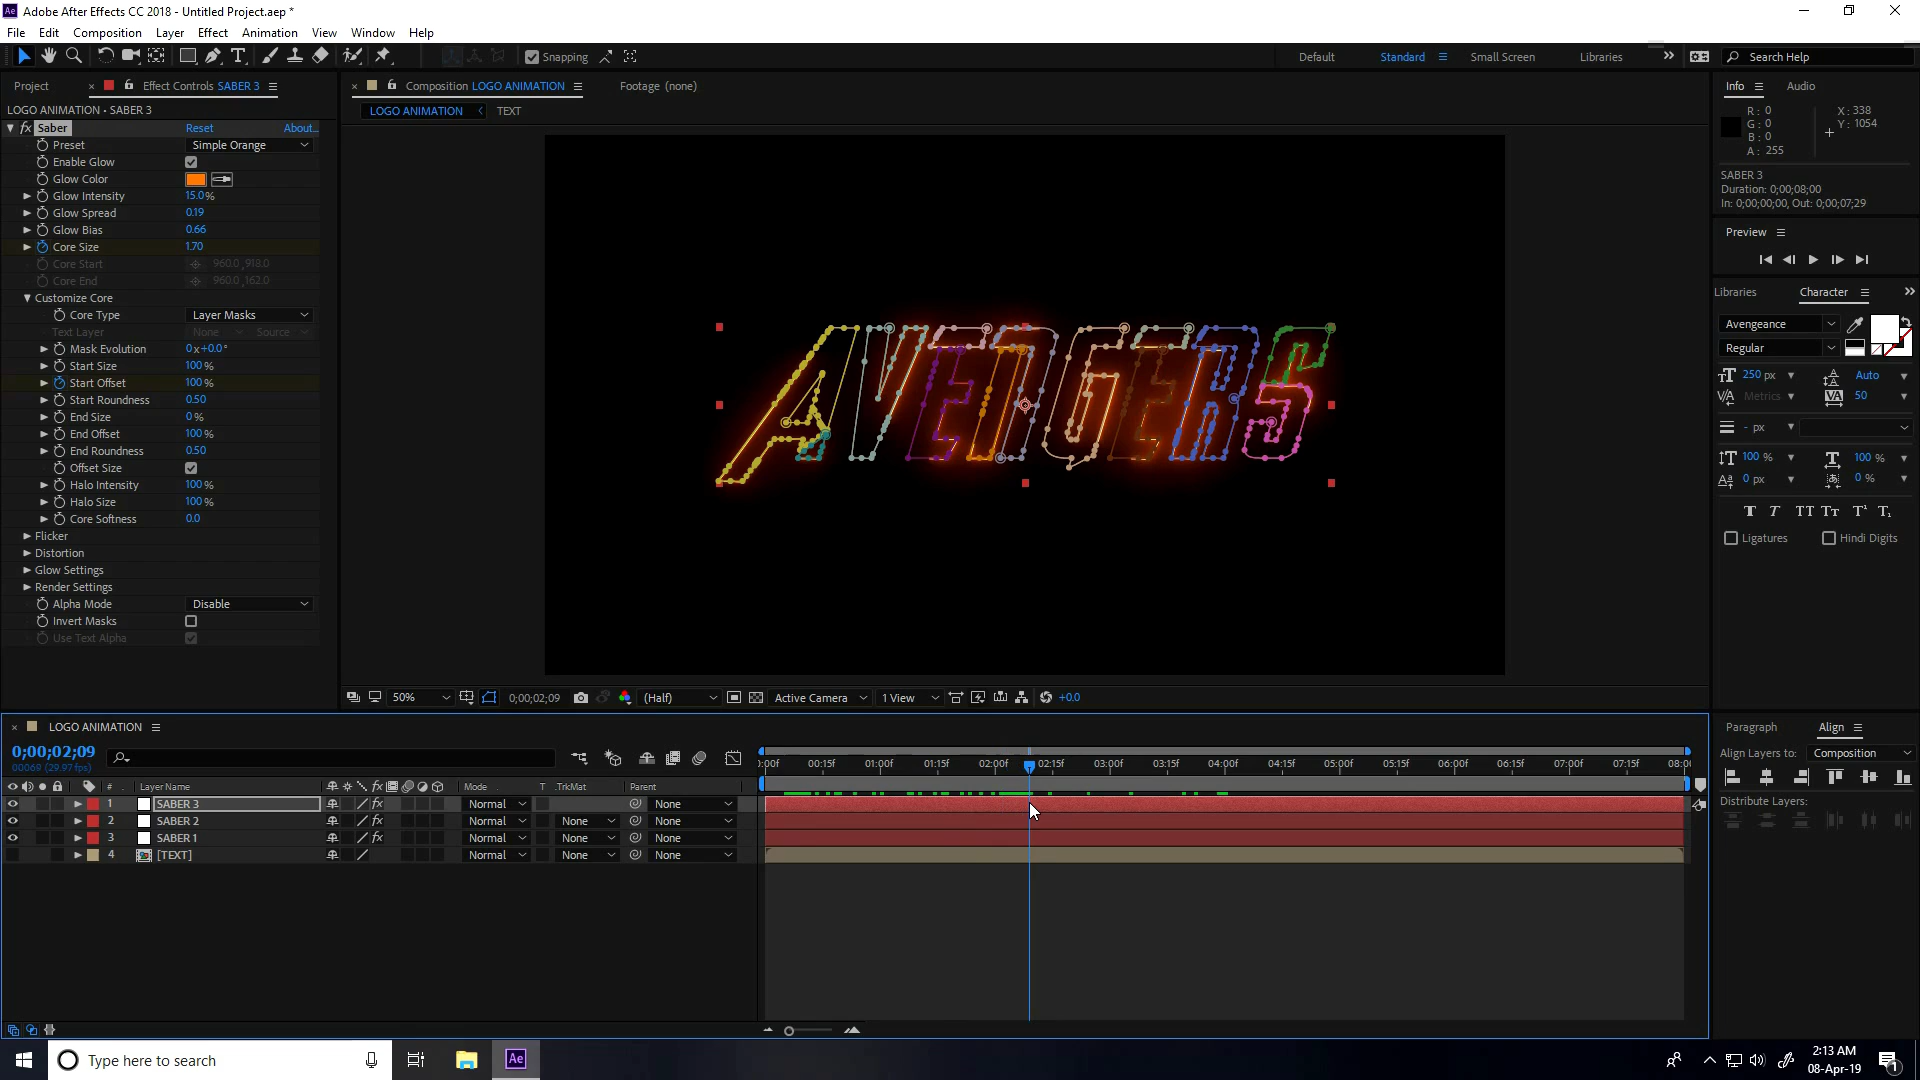 Adobe After Effects CC 2018 - Untitled Project.aep *
File Edit Composition Layer Effect Animation View Window Help
Snapping
Default Standard Small Screen Libraries Search Help
Project Effect Controls SABER 3
LOGO ANIMATION • SABER 3
fx Saber Reset About...
Preset Simple Orange
Enable Glow
Glow Color
Glow Intensity 15.0%
Glow Spread 0.19
Glow Bias 0.66
Core Size 1.70
Core Start 960.0,918.0
Core End 960.0,162.0
Customize Core
Core Type Layer Masks
Text Layer None Source
Mask Evolution 0x+0.0°
Start Size 100%
Start Offset 100%
Start Roundness 0.50
End Size 0%
End Offset 100%
End Roundness 0.50
Offset Size
Halo Intensity 100%
Halo Size 100%
Core Softness 0.0
Flicker
Distortion
Glow Settings
Render Settings
Alpha Mode Disable
Invert Masks
Use Text Alpha
Composition LOGO ANIMATION Footage (none)
LOGO ANIMATION TEXT
AVENGERS
50% 0;00;02;09 (Half) Active Camera 1 View +0.0
Info Audio
R: 0 X: 338
G: 0 Y: 1054
B: 0
A: 255
SABER 3
Duration: 0;00;08;00
In: 0;00;00;00, Out: 0;00;07;29
Preview
Libraries Character
Avengeance
Regular
250 px Auto
Metrics 50
- px
100 % 100 %
0 px 0 %
T T TT Tt T¹ T₁
Ligatures Hindi Digits
Paragraph Align
Align Layers to: Composition
Distribute Layers:
LOGO ANIMATION
0;00;02;09
00069 (29.97 fps)
# Layer Name Mode T .TrkMat Parent
1 SABER 3 fx Normal None
2 SABER 2 fx Normal None None
3 SABER 1 fx Normal None None
4 [TEXT] Normal None None
:00f 00:15f 01:00f 01:15f 02:00f 02:15f 03:00f 03:15f 04:00f 04:15f 05:00f 05:15f 06:00f 06:15f 07:00f 07:15f 08:00
Type here to search
Ae
2:13 AM
08-Apr-19
1